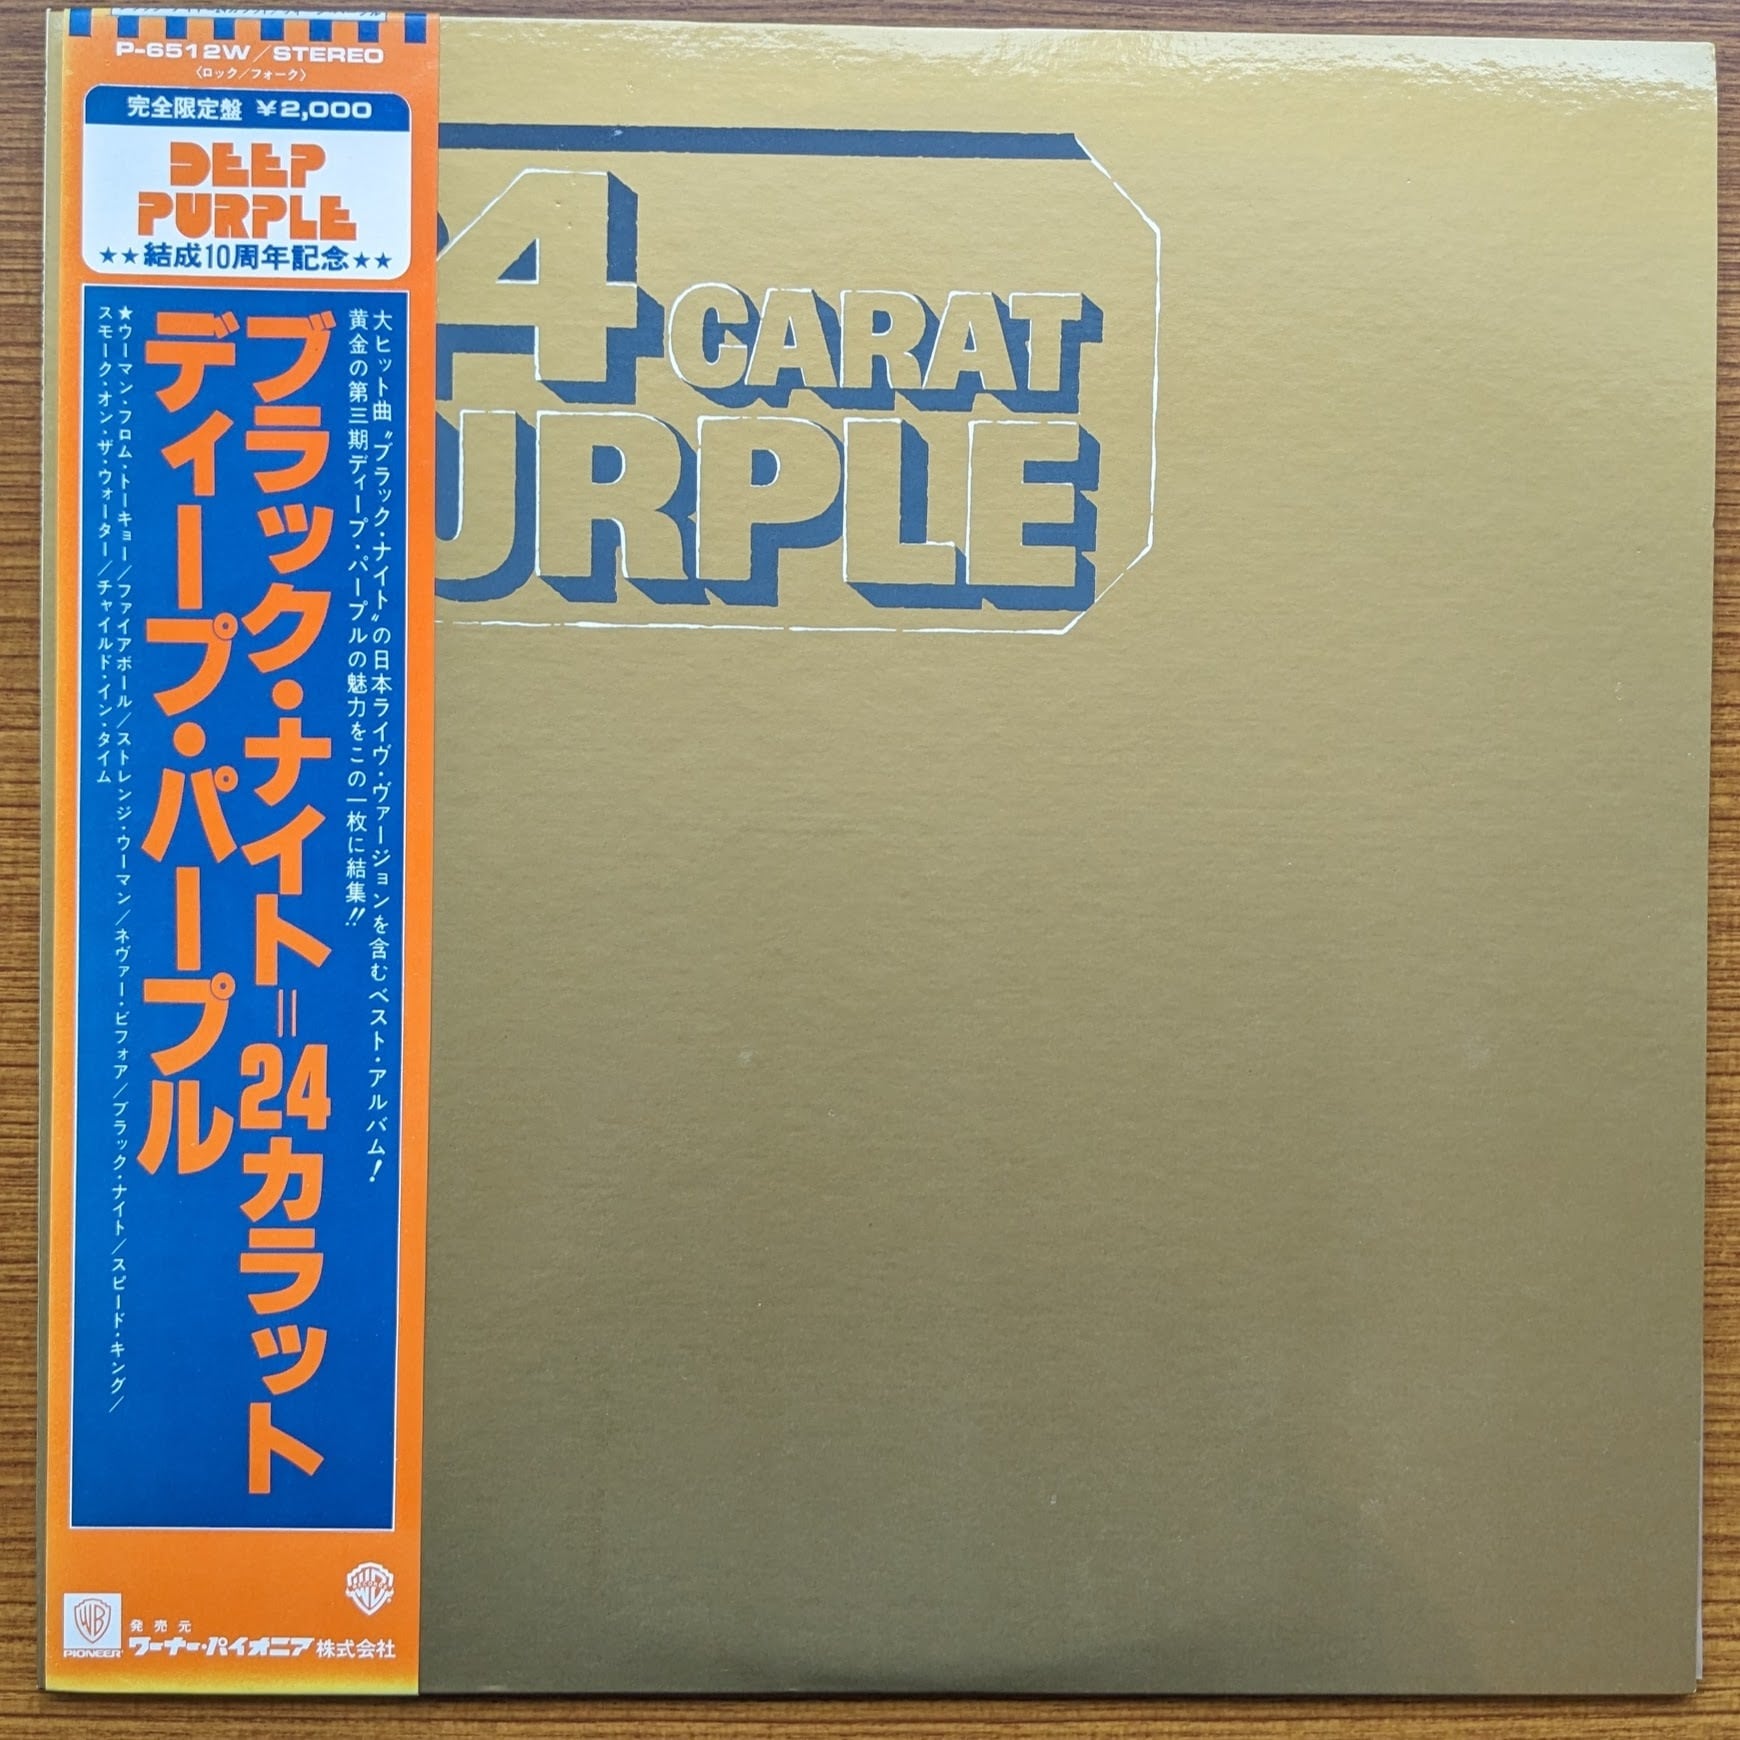 P-6512W/STEREO
〈ロック/フォーク〉
完全限定盤 ¥2,000
DEEP
PURPLE
★★結成10周年記念★★
大ヒット曲“ブラック・ナイト”の日本ライヴ・ヴァージョンを含むベスト・アルバム!
黄金の第三期ディープ・パープルの魅力をこの一枚に結集!!
ブラック・ナイト=24カラット
ディープ・パープル
★ウーマン・フロム・トーキョー/ファイアボール/ストレンジ・ウーマン/ネヴァー・ビフォア/ブラック・ナイト/スピード・キング/
スモーク・オン・ザ・ウォーター/チャイルド・イン・タイム
WB
PIONEER
発売元
ワーナー・パイオニア株式会社
RECORDS
4 CARAT
URPLE